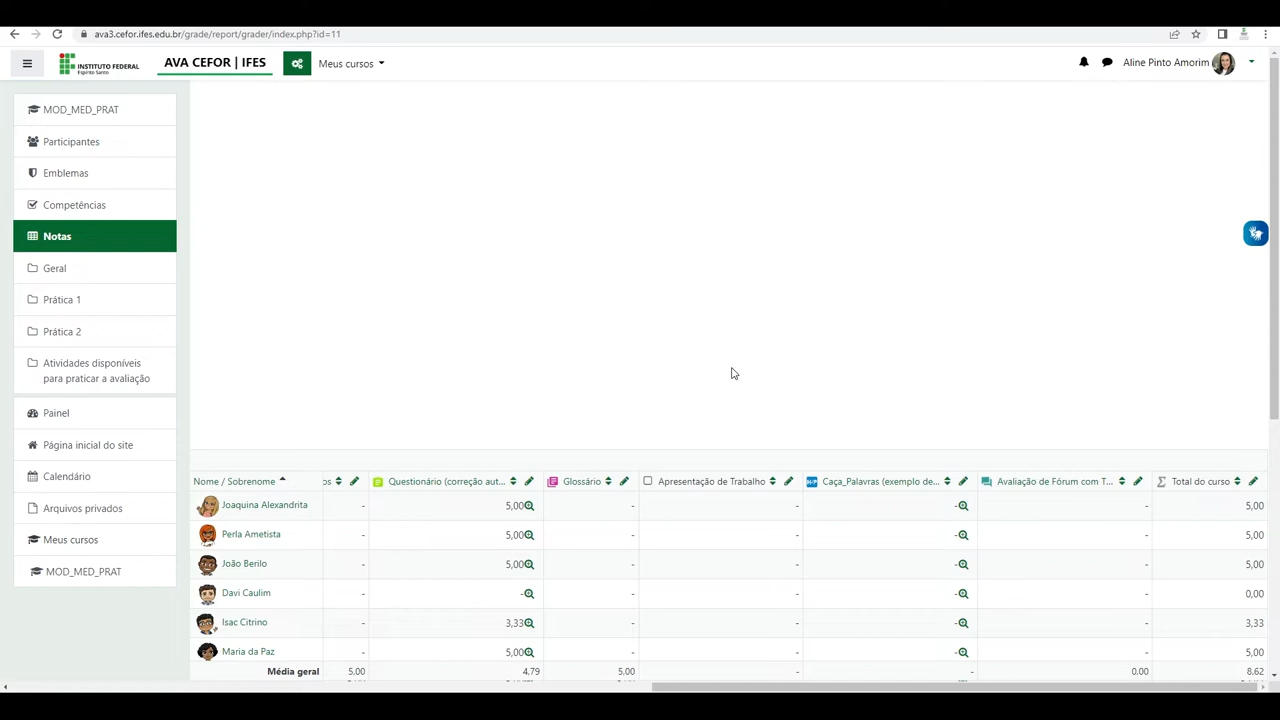 ava3.cefor.ifes.edu.br/grade/report/grader/index.php?id=11
INSTITUTO FEDERAL
Espírito Santo
AVA CEFOR | IFES
Meus cursos
Aline Pinto Amorim
MOD_MED_PRAT
Participantes
Emblemas
Competências
Notas
Geral
Prática 1
Prática 2
Atividades disponíveis
para praticar a avaliação
Painel
Página inicial do site
Calendário
Arquivos privados
Meus cursos
MOD_MED_PRAT
Nome / Sobrenome os Questionário (correção aut... Glossário Apresentação de Trabalho Caça_Palavras (exemplo de... Avaliação de Fórum com T... Σ Total do curso
Joaquina Alexandrita - 5,00 - - - - 5,00
Perla Ametista - 5,00 - - - - 5,00
João Berilo - 5,00 - - - - 5,00
Davi Caulim - - - - - - 0,00
Isac Citrino - 3,33 - - - - 3,33
Maria da Paz - 5,00 - - - - 5,00
Média geral 5,00 4,79 5,00 - - 0,00 8,62